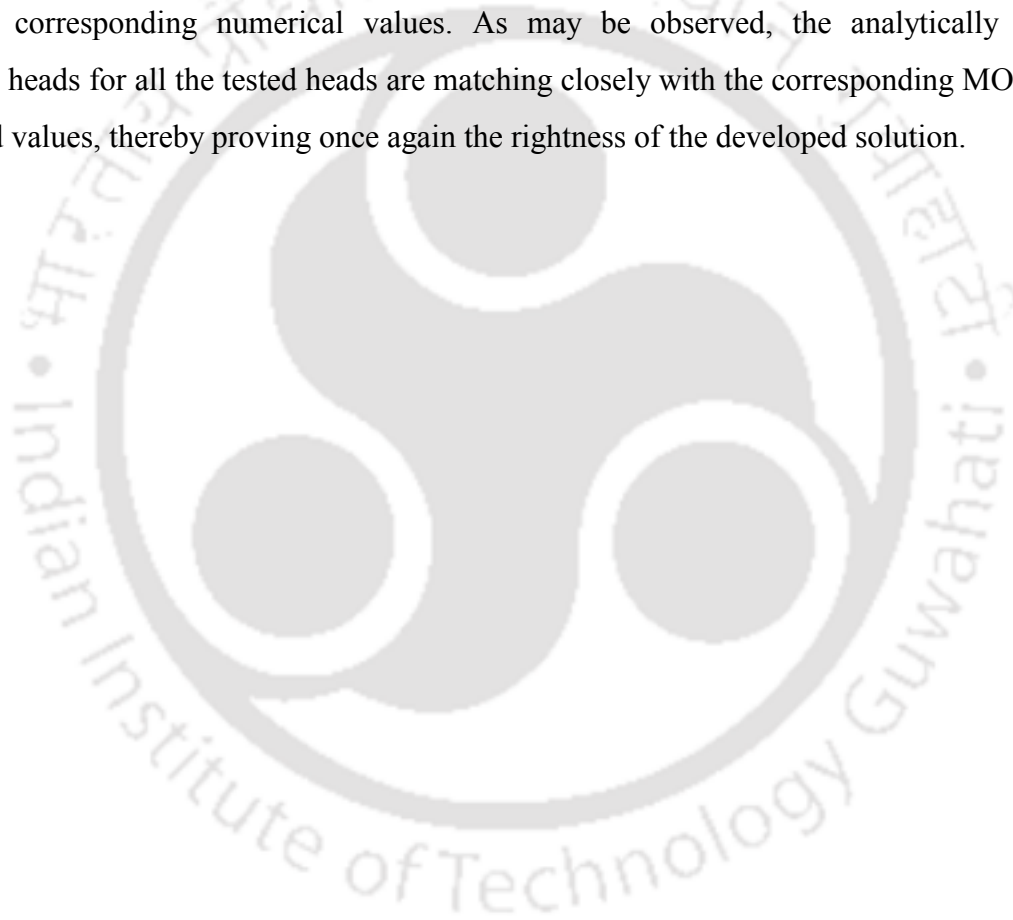 corresponding numerical values. As may be observed, the analytically
heads for all the tested heads are matching closely with the corresponding MO
d values, thereby proving once again the rightness of the developed solution.
• Indian Institute of Technology Guwahati •